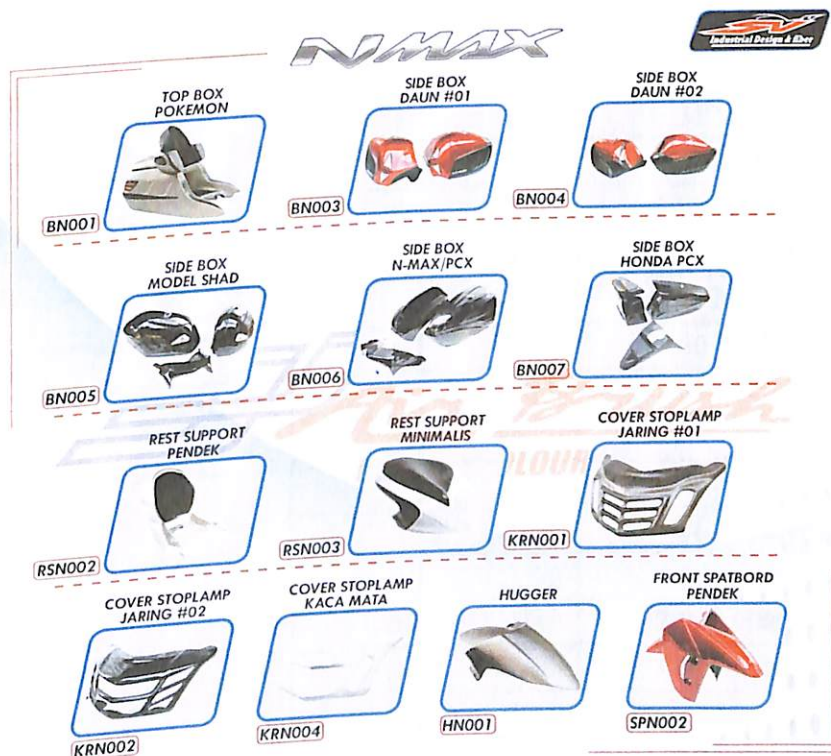 NMAX
SV
Industrial Design & Fiber
TOP BOX
POKEMON
BN001
SIDE BOX
DAUN #01
BN003
SIDE BOX
DAUN #02
BN004
SIDE BOX
MODEL SHAD
BN005
SIDE BOX
N-MAX/PCX
BN006
SIDE BOX
HONDA PCX
BN007
Air Brush
REST SUPPORT
PENDEK
RSN002
REST SUPPORT
MINIMALIS
RSN003
COVER STOPLAMP
JARING #01
KRN001
COVER STOPLAMP
JARING #02
KRN002
COVER STOPLAMP
KACA MATA
KRN004
HUGGER
HN001
FRONT SPATBORD
PENDEK
SPN002